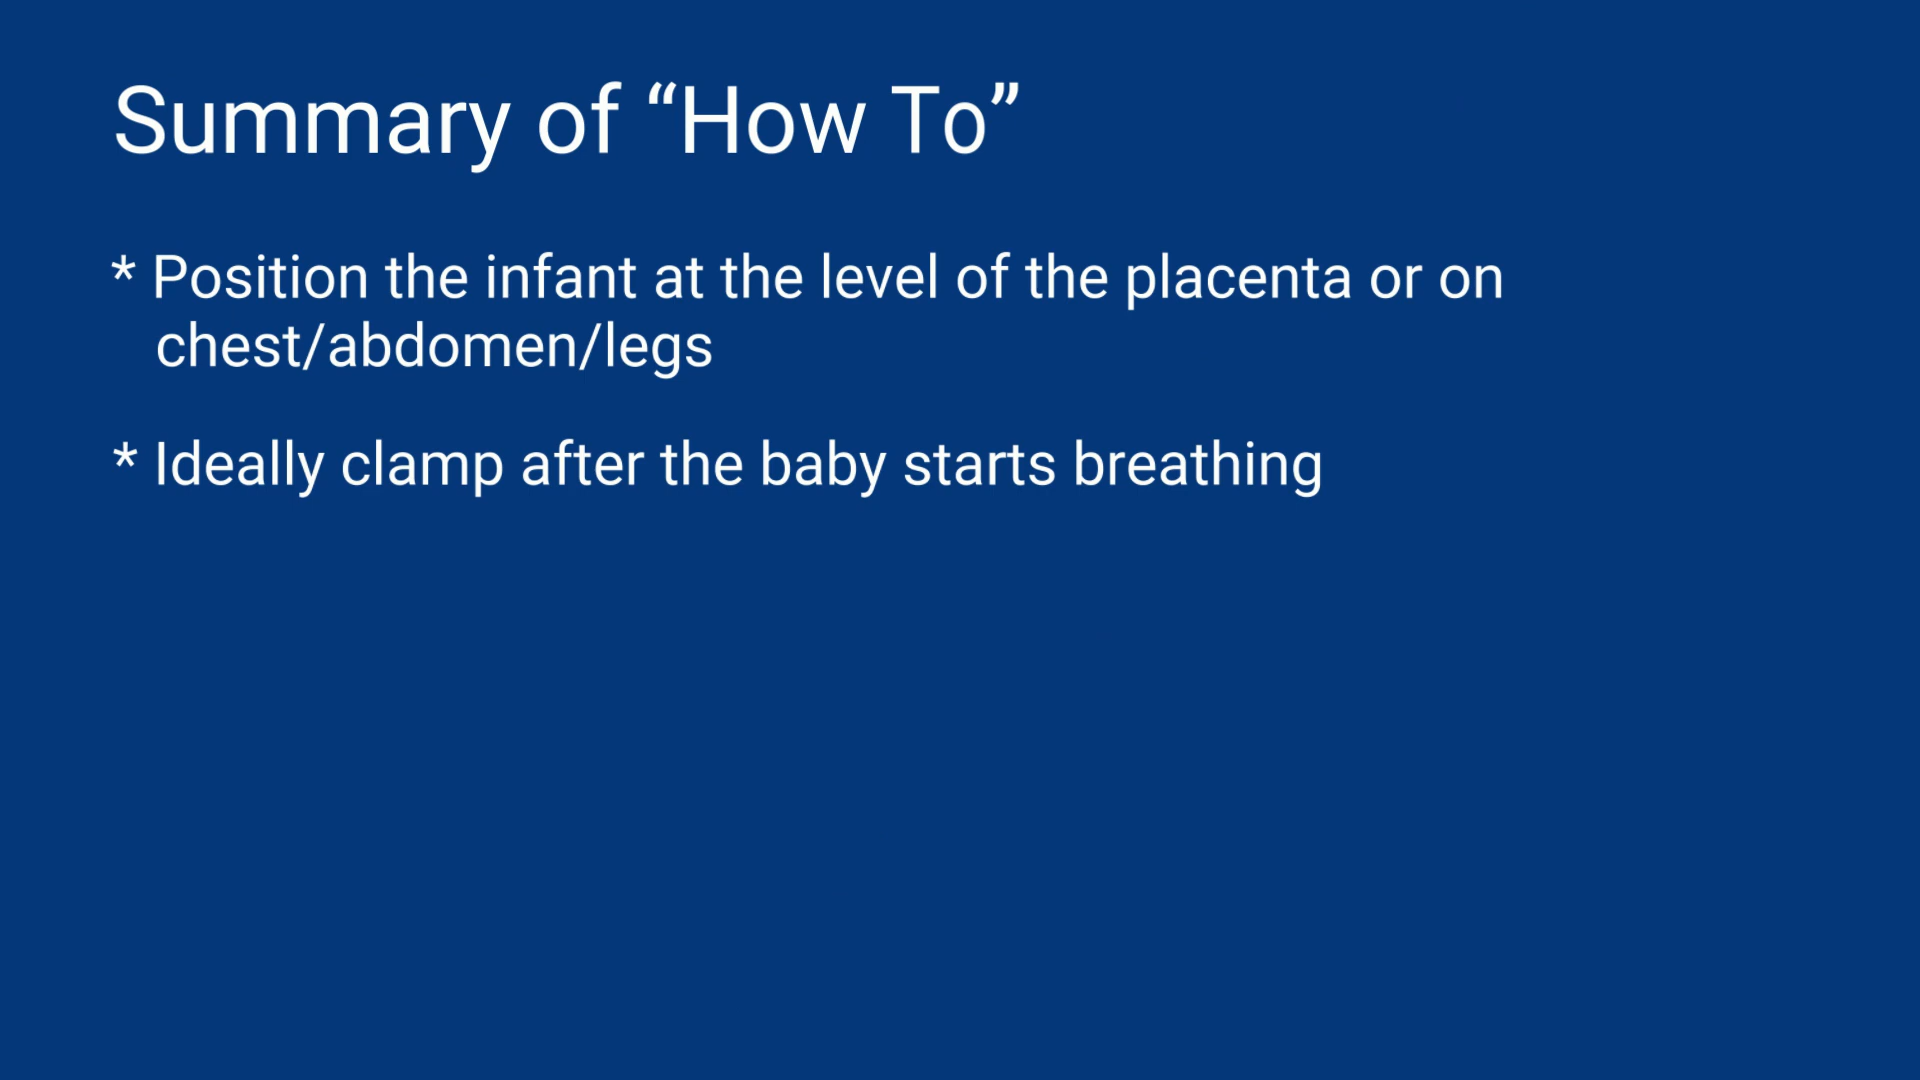 Summary of “How To”
* Position the infant at the level of the placenta or on
chest/abdomen/legs
* Ideally clamp after the baby starts breathing